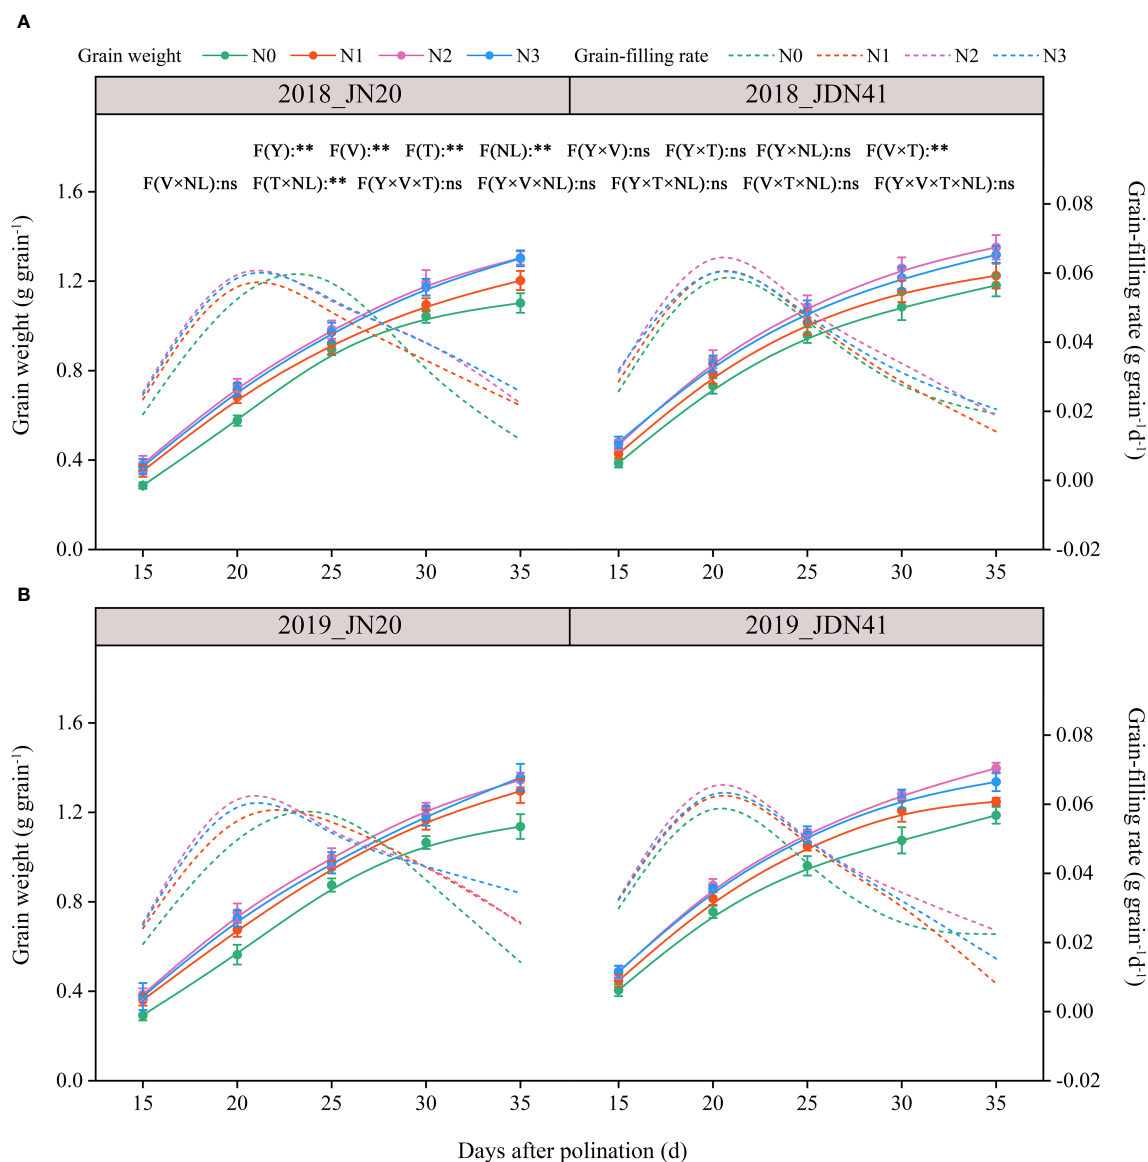 A
Grain weight N0 N1 N2 N3 Grain-filling rate N0 N1 N2 N3
2018_JN20 2018_JDN41
F(Y):** F(V):** F(T):** F(NL):** F(Y×V):ns F(Y×T):ns F(Y×NL):ns F(V×T):**
F(V×NL):ns F(T×NL):** F(Y×V×T):ns F(Y×V×NL):ns F(Y×T×NL):ns F(V×T×NL):ns F(Y×V×T×NL):ns
Grain weight (g grain⁻¹)
1.6
1.2
0.8
0.4
0.0
0.08
0.06
0.04
0.02
0.00
-0.02
Grain-filling rate (g grain⁻¹d⁻¹)
15 20 25 30 35 15 20 25 30 35
B
2019_JN20 2019_JDN41
Grain weight (g grain⁻¹)
1.6
1.2
0.8
0.4
0.0
0.08
0.06
0.04
0.02
0.00
-0.02
Grain-filling rate (g grain⁻¹d⁻¹)
15 20 25 30 35 15 20 25 30 35
Days after polination (d)